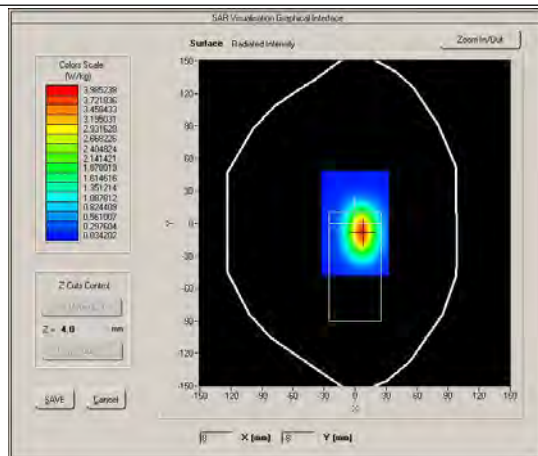 SAR Visualisation Graphical Interface
Surface Radiated Intensity
Zoom In/Out
Colors Scale
(W/kg)
3.985239
3.721836
3.458433
3.195031
2.931628
2.668226
2.404824
2.141421
1.878019
1.614616
1.351214
1.087812
0.824409
0.561007
0.297604
0.034202
150
120
90
60
30
0
-30
-60
-90
-120
-150
Y
-150 -120 -90 -60 -30 0 30 60 90 120 150
X
Z Cuts Control
Z = 4.0 mm
SAVE
Cancel
8 X (mm) -8 Y (mm)